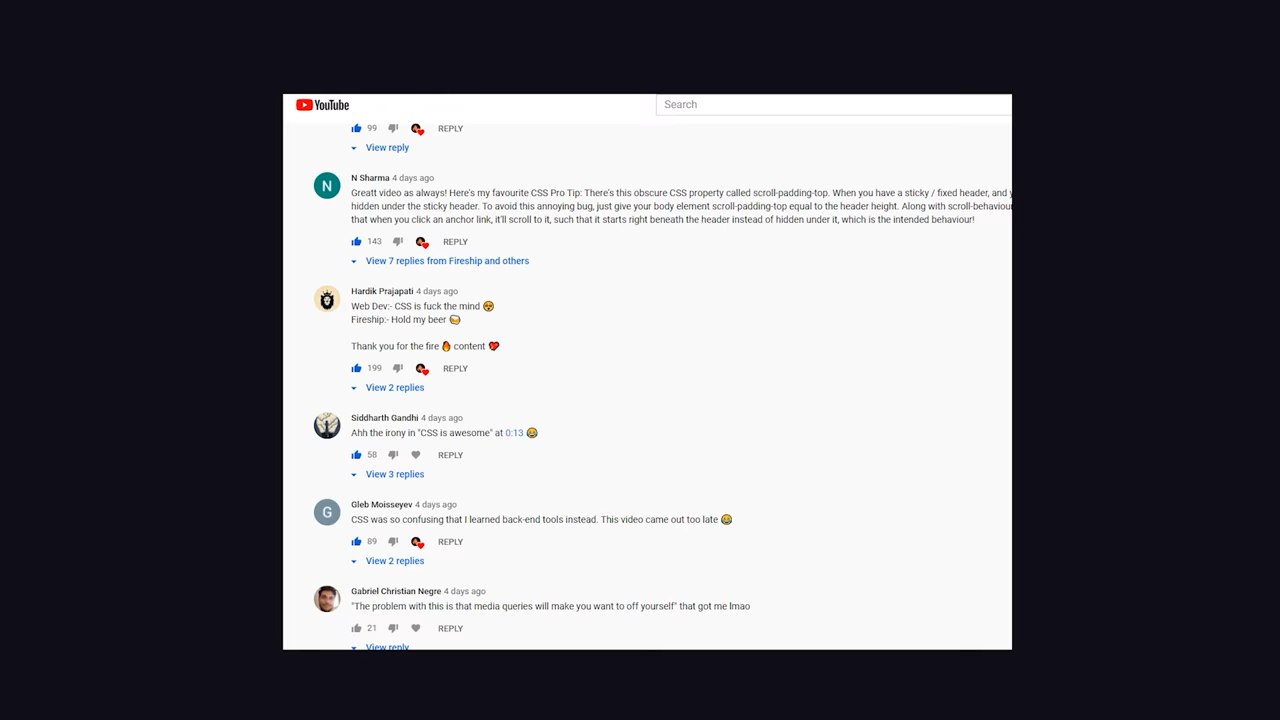 YouTube
Search
99 REPLY
View reply
N
N Sharma 4 days ago
Greatt video as always! Here's my favourite CSS Pro Tip: There's this obscure CSS property called scroll-padding-top. When you have a sticky / fixed header, and
hidden under the sticky header. To avoid this annoying bug, just give your body element scroll-padding-top equal to the header height. Along with scroll-behaviour
that when you click an anchor link, it'll scroll to it, such that it starts right beneath the header instead of hidden under it, which is the intended behaviour!
143 REPLY
View 7 replies from Fireship and others
Hardik Prajapati 4 days ago
Web Dev:- CSS is fuck the mind 🤯
Fireship:- Hold my beer 🍻
Thank you for the fire 🔥 content 💖
199 REPLY
View 2 replies
Siddharth Gandhi 4 days ago
Ahh the irony in "CSS is awesome" at 0:13 😂
58 REPLY
View 3 replies
G
Gleb Moisseyev 4 days ago
CSS was so confusing that I learned back-end tools instead. This video came out too late 😂
89 REPLY
View 2 replies
Gabriel Christian Negre 4 days ago
"The problem with this is that media queries will make you want to off yourself" that got me lmao
21 REPLY
View reply